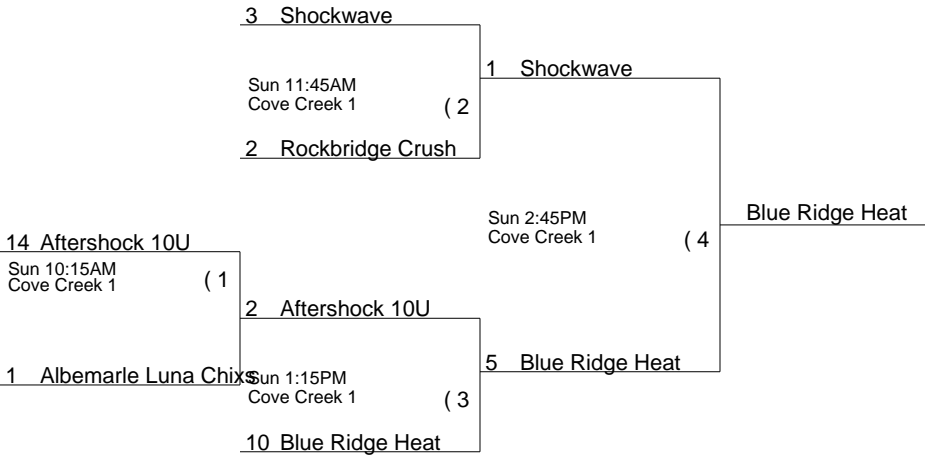 3 Shockwave
Sun 11:45AM
Cove Creek 1
( 2
2 Rockbridge Crush
1 Shockwave
Sun 2:45PM
Cove Creek 1
( 4
Blue Ridge Heat
14 Aftershock 10U
Sun 10:15AM
Cove Creek 1
( 1
1 Albemarle Luna Chixs
2 Aftershock 10U
Sun 1:15PM
Cove Creek 1
( 3
10 Blue Ridge Heat
5 Blue Ridge Heat